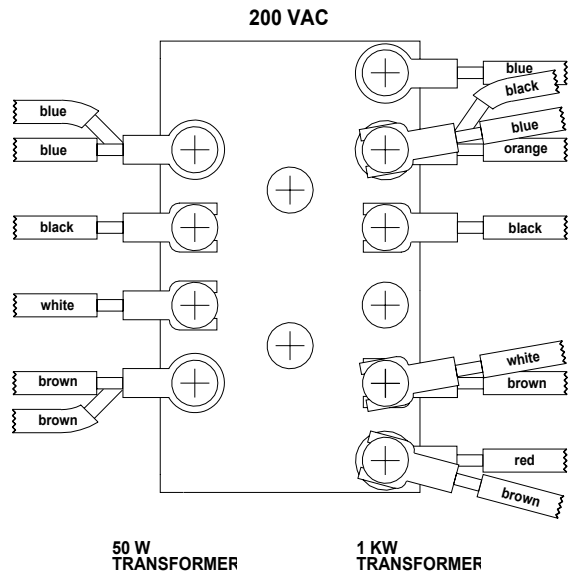 200 VAC
blue
blue
black
white
brown
brown
blue
black
blue
orange
black
white
brown
red
brown
50 W
TRANSFORMER
1 KW
TRANSFORMER